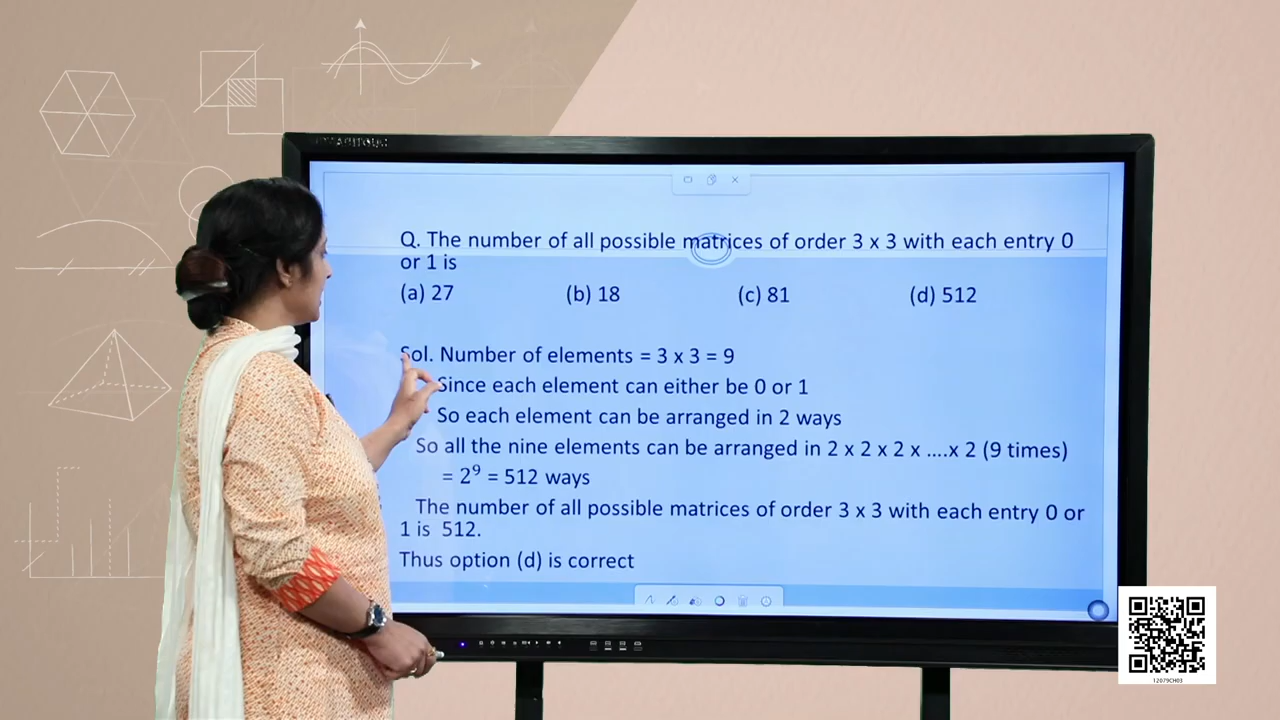 Q. The number of all possible matrices of order 3 x 3 with each entry 0
or 1 is
(a) 27 (b) 18 (c) 81 (d) 512
Sol. Number of elements = 3 x 3 = 9
Since each element can either be 0 or 1
So each element can be arranged in 2 ways
So all the nine elements can be arranged in 2 x 2 x 2 x ....x 2 (9 times)
= 2⁹ = 512 ways
The number of all possible matrices of order 3 x 3 with each entry 0 or
1 is 512.
Thus option (d) is correct
12079CH03